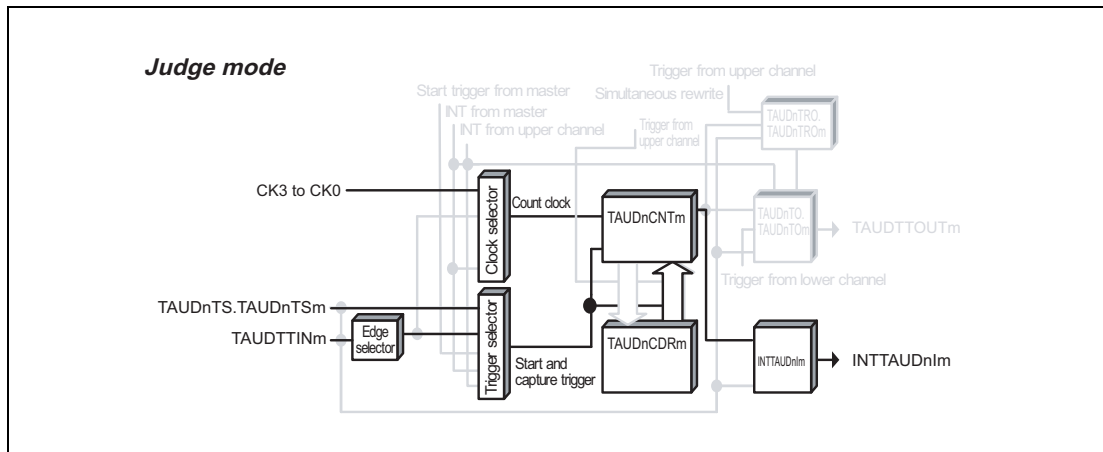 Judge mode
Trigger from upper channel
Start trigger from master
Simultaneous rewrite
INT from master
INT from upper channel
Trigger from
upper channel
TAUDnTRO.
TAUDnTROm
CK3 to CK0
Clock selector
Count clock
TAUDnCNTm
TAUDnTO.
TAUDnTOm
TAUDTTOUTm
Trigger from lower channel
TAUDnTS.TAUDnTSm
TAUDTTINm
Edge
selector
Trigger selector
Start and
capture trigger
TAUDnCDRm
INTTAUDnIm
INTTAUDnIm